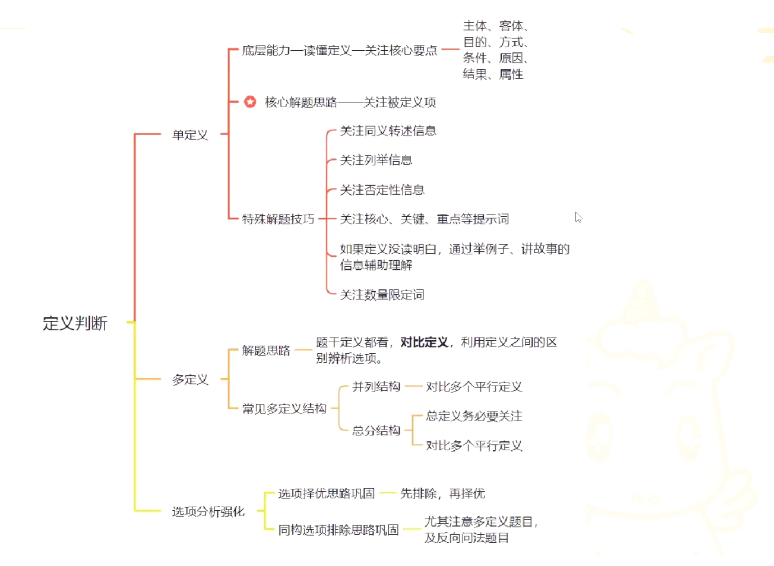 定义判断
单定义
底层能力—读懂定义—关注核心要点
主体、客体、
目的、方式、
条件、原因、
结果、属性
核心解题思路——关注被定义项
特殊解题技巧
关注同义转述信息
关注列举信息
关注否定性信息
关注核心、关键、重点等提示词
如果定义没读明白，通过举例子、讲故事的
信息辅助理解
关注数量限定词
多定义
解题思路
题干定义都看，对比定义，利用定义之间的区
别辨析选项。
常见多定义结构
并列结构
对比多个平行定义
总分结构
总定义务必要关注
对比多个平行定义
选项分析强化
选项择优思路巩固
先排除，再择优
同构选项排除思路巩固
尤其注意多定义题目，
及反向问法题目